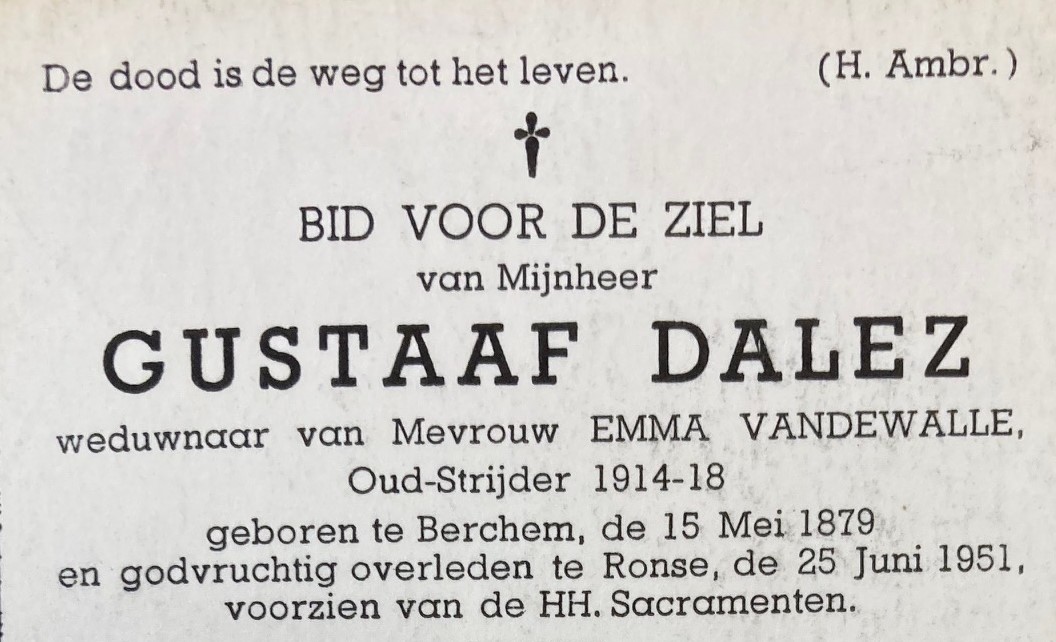 De dood is de weg tot het leven. (H. Ambr.)
BID VOOR DE ZIEL
van Mijnheer
GUSTAAF DALEZ
weduwnaar van Mevrouw EMMA VANDEWALLE,
Oud-Strijder 1914-18
geboren te Berchem, de 15 Mei 1879
en godvruchtig overleden te Ronse, de 25 Juni 1951,
voorzien van de HH. Sacramenten.